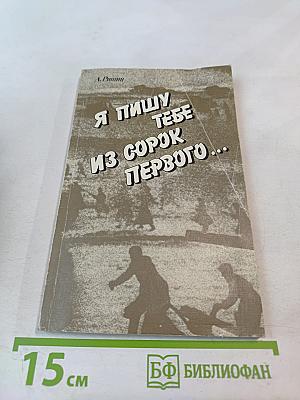 Я ПИШУ
ТЕБЕ
ИЗ СОРОК
ПЕРВОГО...
15 см
БФ БИБЛИОФАН